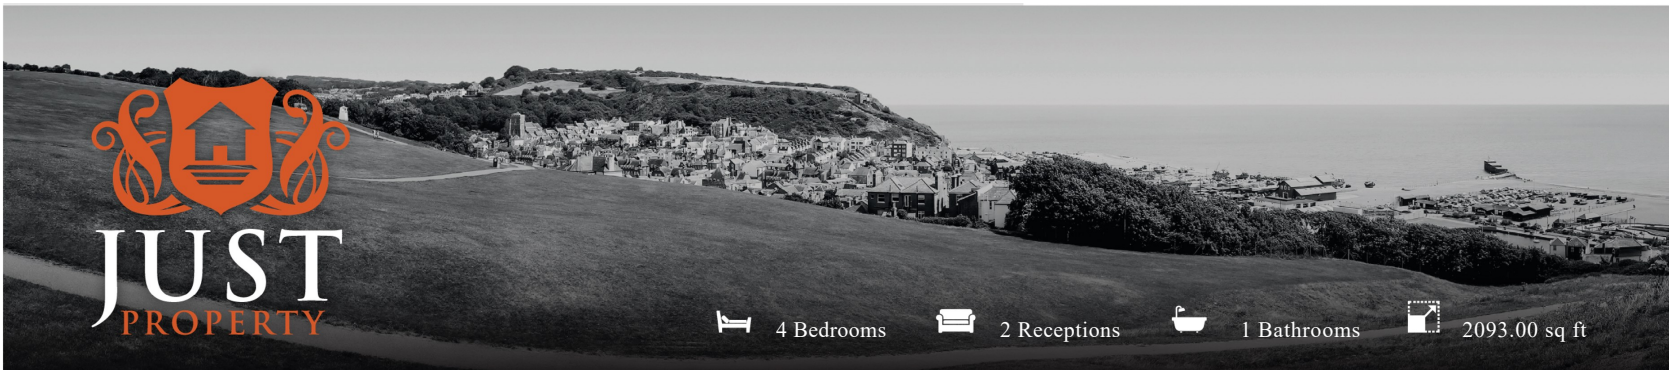 JUST
PROPERTY
4 Bedrooms
2 Receptions
1 Bathrooms
2093.00 sq ft